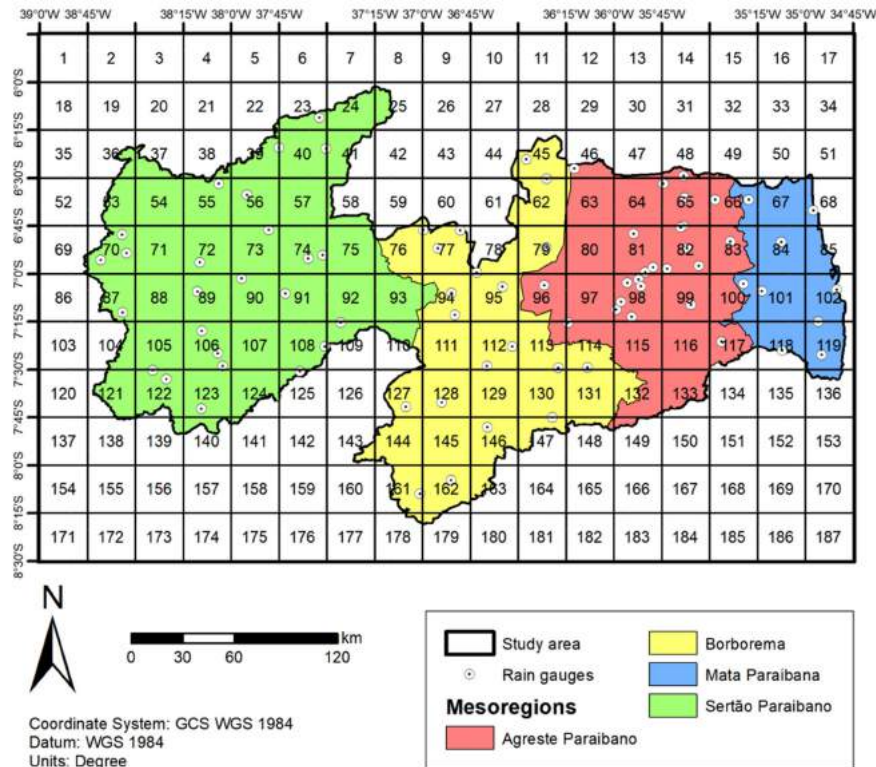 39°0'W 38°45'W 38°15'W 37°45'W 37°15'W 37°0'W 36°45'W 36°15'W 36°0'W 35°45'W 35°15'W 35°0'W 34°45'W
1 2 3 4 5 6 7 8 9 10 11 12 13 14 15 16 17
6°0'S
18 19 20 21 22 23 24 25 26 27 28 29 30 31 32 33 34
6°15'S
35 36 37 38 39 40 41 42 43 44 45 46 47 48 49 50 51
6°30'S
52 53 54 55 56 57 58 59 60 61 62 63 64 65 66 67 68
6°45'S
69 70 71 72 73 74 75 76 77 78 79 80 81 82 83 84 85
7°0'S
86 87 88 89 90 91 92 93 94 95 96 97 98 99 100 101 102
7°15'S
103 104 105 106 107 108 109 110 111 112 113 114 115 116 117 118 119
7°30'S
120 121 122 123 124 125 126 127 128 129 130 131 132 133 134 135 136
7°45'S
137 138 139 140 141 142 143 144 145 146 147 148 149 150 151 152 153
8°0'S
154 155 156 157 158 159 160 161 162 163 164 165 166 167 168 169 170
8°15'S
171 172 173 174 175 176 177 178 179 180 181 182 183 184 185 186 187
8°30'S
N
km
0 30 60 120
Coordinate System: GCS WGS 1984
Datum: WGS 1984
Units: Degree
Study area
Rain gauges
Mesoregions
Agreste Paraibano
Borborema
Mata Paraibana
Sertão Paraibano